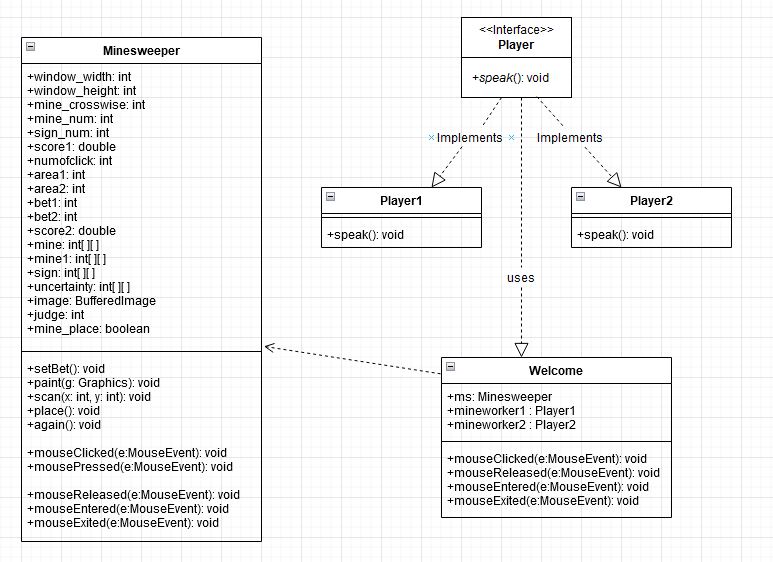 Minesweeper
+window_width: int
+window_height: int
+mine_crosswise: int
+mine_num: int
+sign_num: int
+score1: double
+numofclick: int
+area1: int
+area2: int
+bet1: int
+bet2: int
+score2: double
+mine: int[ ][ ]
+mine1: int[ ][ ]
+sign: int[ ][ ]
+uncertainty: int[ ][ ]
+image: BufferedImage
+judge: int
+mine_place: boolean
+setBet(): void
+paint(g: Graphics): void
+scan(x: int, y: int): void
+place(): void
+again(): void
+mouseClicked(e:MouseEvent): void
+mousePressed(e:MouseEvent): void
+mouseReleased(e:MouseEvent): void
+mouseEntered(e:MouseEvent): void
+mouseExited(e:MouseEvent): void
<<Interface>>
Player
+speak(): void
Implements
Implements
Player1
+speak(): void
Player2
+speak(): void
uses
Welcome
+ms: Minesweeper
+mineworker1 : Player1
+mineworker2 : Player2
+mouseClicked(e:MouseEvent): void
+mouseReleased(e:MouseEvent): void
+mouseEntered(e:MouseEvent): void
+mouseExited(e:MouseEvent): void